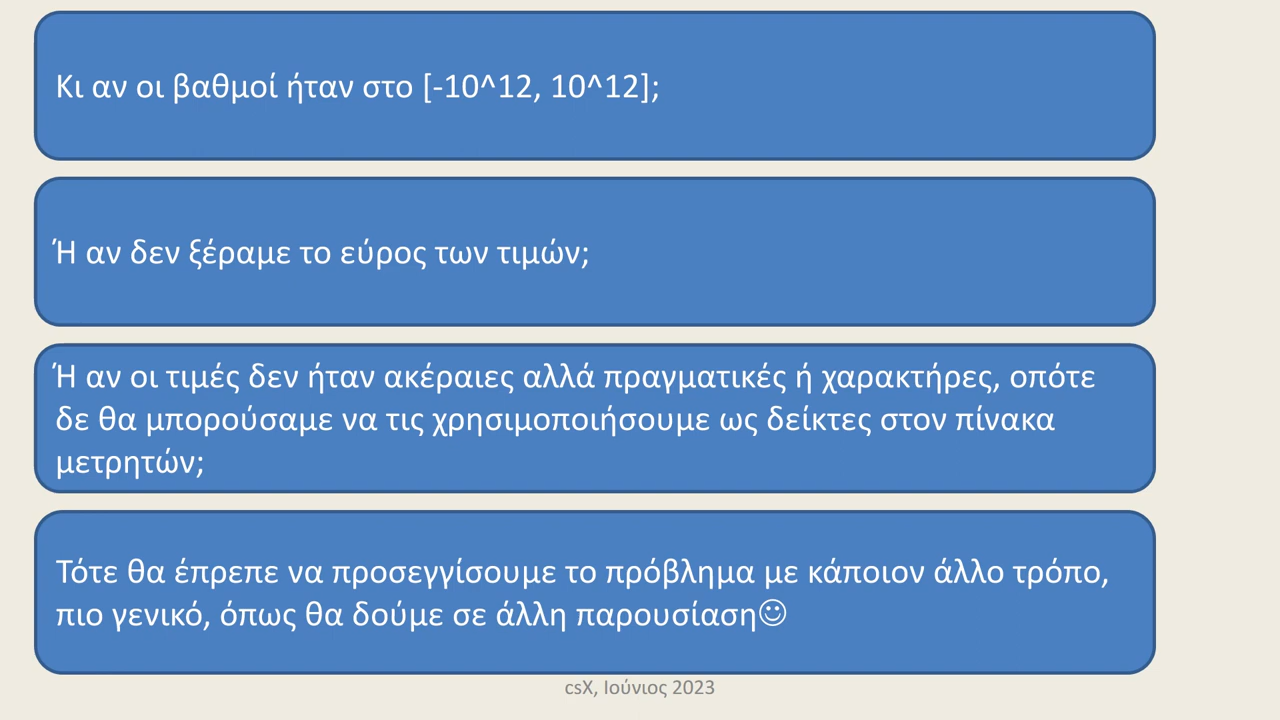 Κι αν οι βαθμοί ήταν στο [-10^12, 10^12];
Ή αν δεν ξέραμε το εύρος των τιμών;
Ή αν οι τιμές δεν ήταν ακέραιες αλλά πραγματικές ή χαρακτήρες, οπότε
δε θα μπορούσαμε να τις χρησιμοποιήσουμε ως δείκτες στον πίνακα
μετρητών;
Τότε θα έπρεπε να προσεγγίσουμε το πρόβλημα με κάποιον άλλο τρόπο,
πιο γενικό, όπως θα δούμε σε άλλη παρουσίαση☺
csX, Ιούνιος 2023